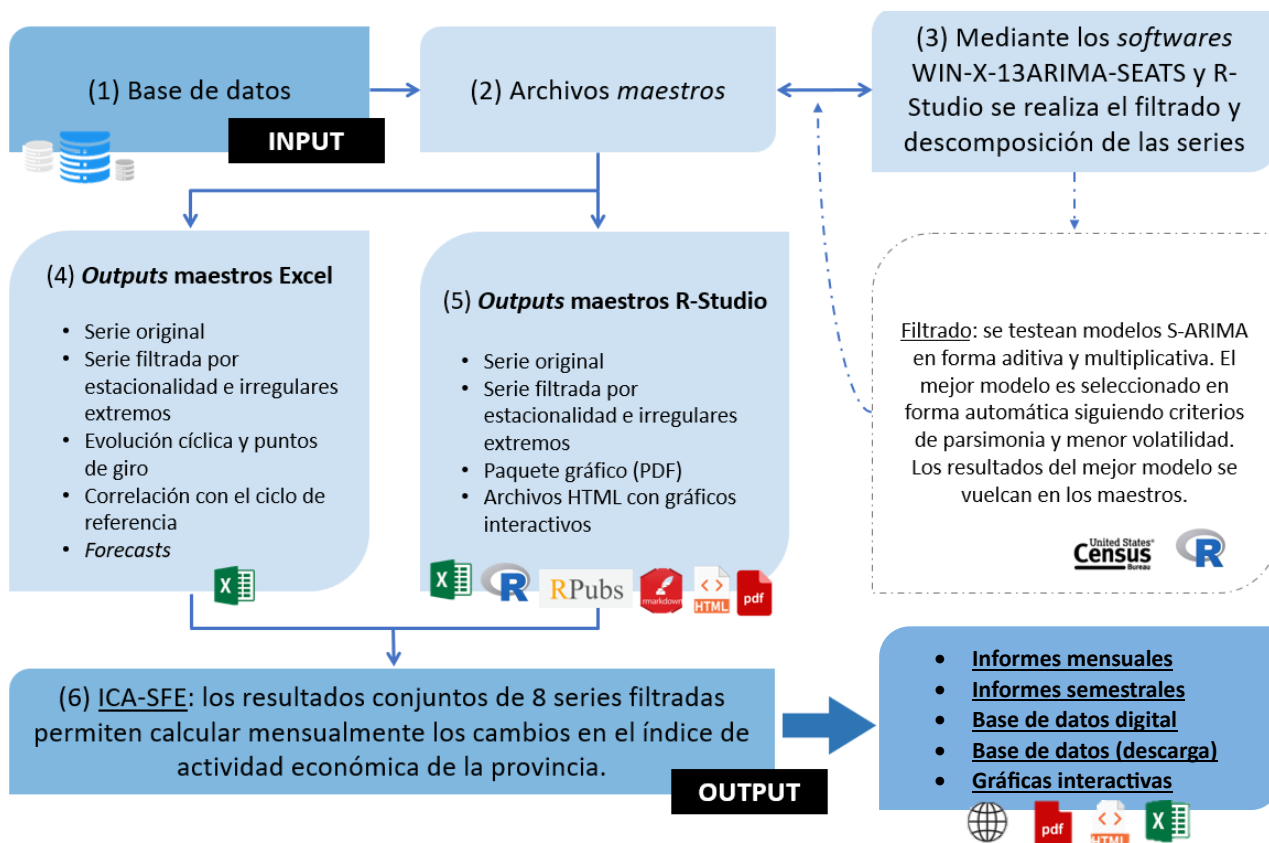 (1) Base de datos
INPUT
(2) Archivos maestros
(3) Mediante los softwares
WIN-X-13ARIMA-SEATS y R-
Studio se realiza el filtrado y
descomposición de las series
(4) Outputs maestros Excel
• Serie original
• Serie filtrada por
estacionalidad e irregulares
extremos
• Evolución cíclica y puntos
de giro
• Correlación con el ciclo de
referencia
• Forecasts
X
(5) Outputs maestros R-Studio
• Serie original
• Serie filtrada por
estacionalidad e irregulares
extremos
• Paquete gráfico (PDF)
• Archivos HTML con gráficos
interactivos
X
R
RPubs
rmarkdown
<> HTML
pdf
Filtrado: se testean modelos S-ARIMA
en forma aditiva y multiplicativa. El
mejor modelo es seleccionado en
forma automática siguiendo criterios
de parsimonia y menor volatilidad.
Los resultados del mejor modelo se
vuelcan en los maestros.
United States®
Census
Bureau
R
(6) ICA-SFE: los resultados conjuntos de 8 series filtradas
permiten calcular mensualmente los cambios en el índice de
actividad económica de la provincia.
OUTPUT
• Informes mensuales
• Informes semestrales
• Base de datos digital
• Base de datos (descarga)
• Gráficas interactivas
pdf
<> HTML
X